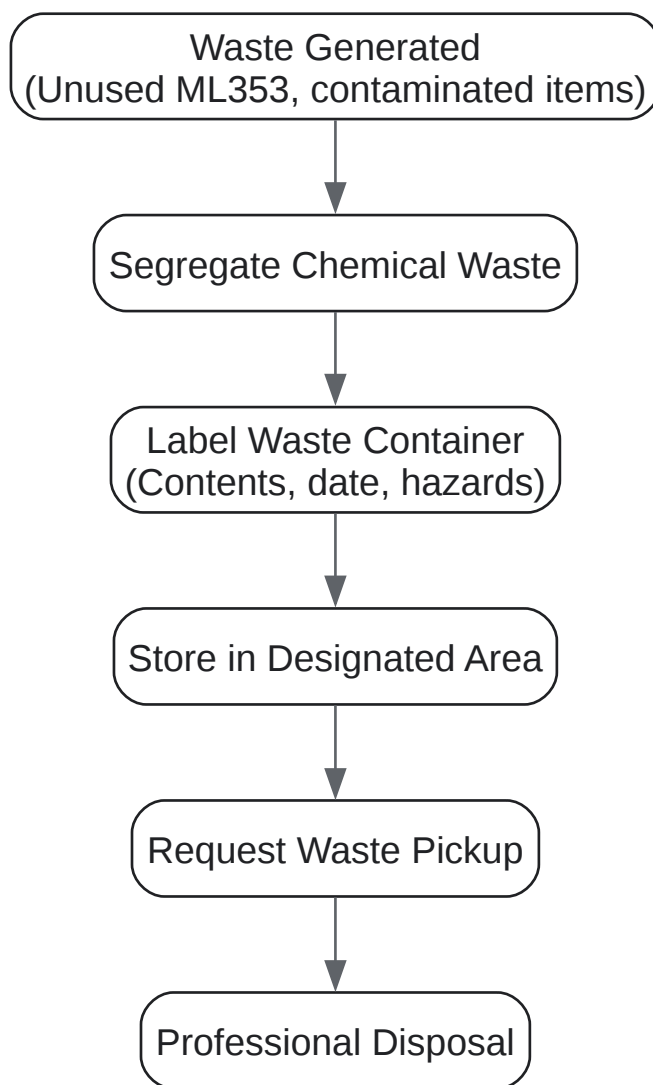 Waste Generated
(Unused ML353, contaminated items)
Segregate Chemical Waste
Label Waste Container
(Contents, date, hazards)
Store in Designated Area
Request Waste Pickup
Professional Disposal